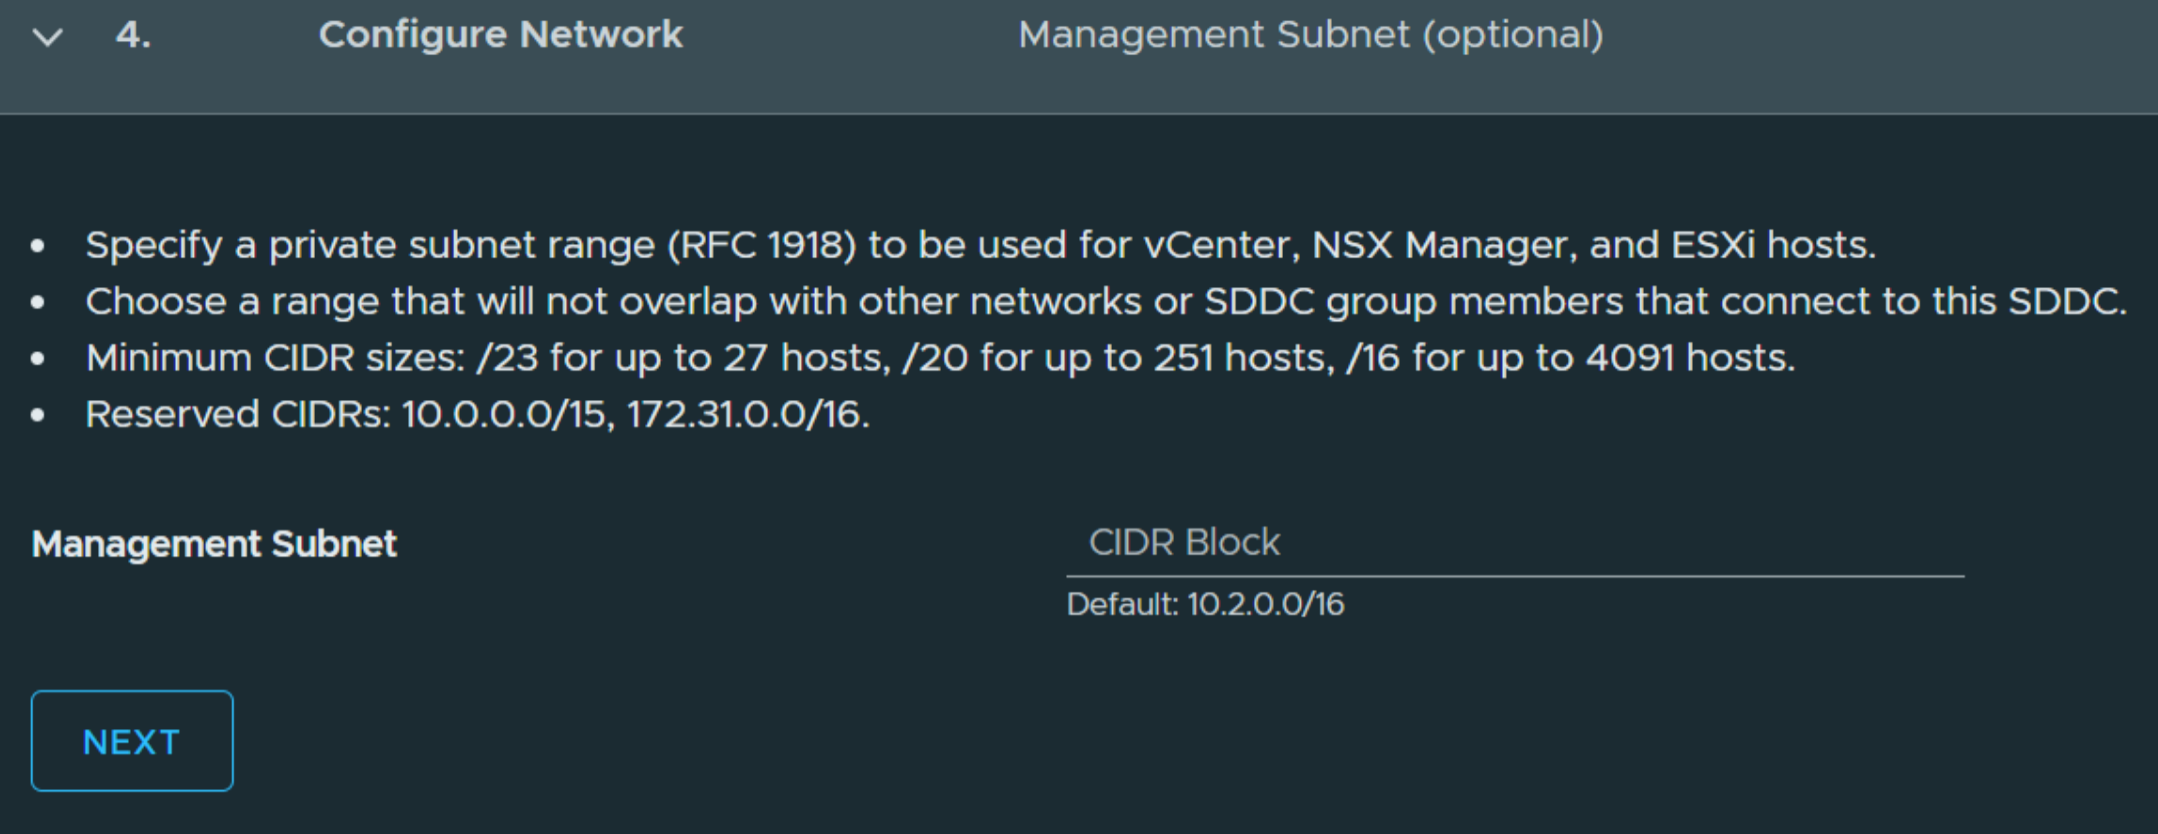 4. Configure Network Management Subnet (optional)
• Specify a private subnet range (RFC 1918) to be used for vCenter, NSX Manager, and ESXi hosts.
• Choose a range that will not overlap with other networks or SDDC group members that connect to this SDDC.
• Minimum CIDR sizes: /23 for up to 27 hosts, /20 for up to 251 hosts, /16 for up to 4091 hosts.
• Reserved CIDRs: 10.0.0.0/15, 172.31.0.0/16.
Management Subnet CIDR Block
Default: 10.2.0.0/16
NEXT